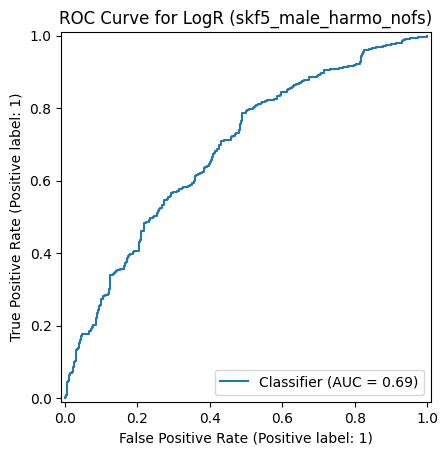 ROC Curve for LogR (skf5_male_harmo_nofs)
True Positive Rate (Positive label: 1)
1.0
0.8
0.6
0.4
0.2
0.0
Classifier (AUC = 0.69)
0.0 0.2 0.4 0.6 0.8 1.0
False Positive Rate (Positive label: 1)